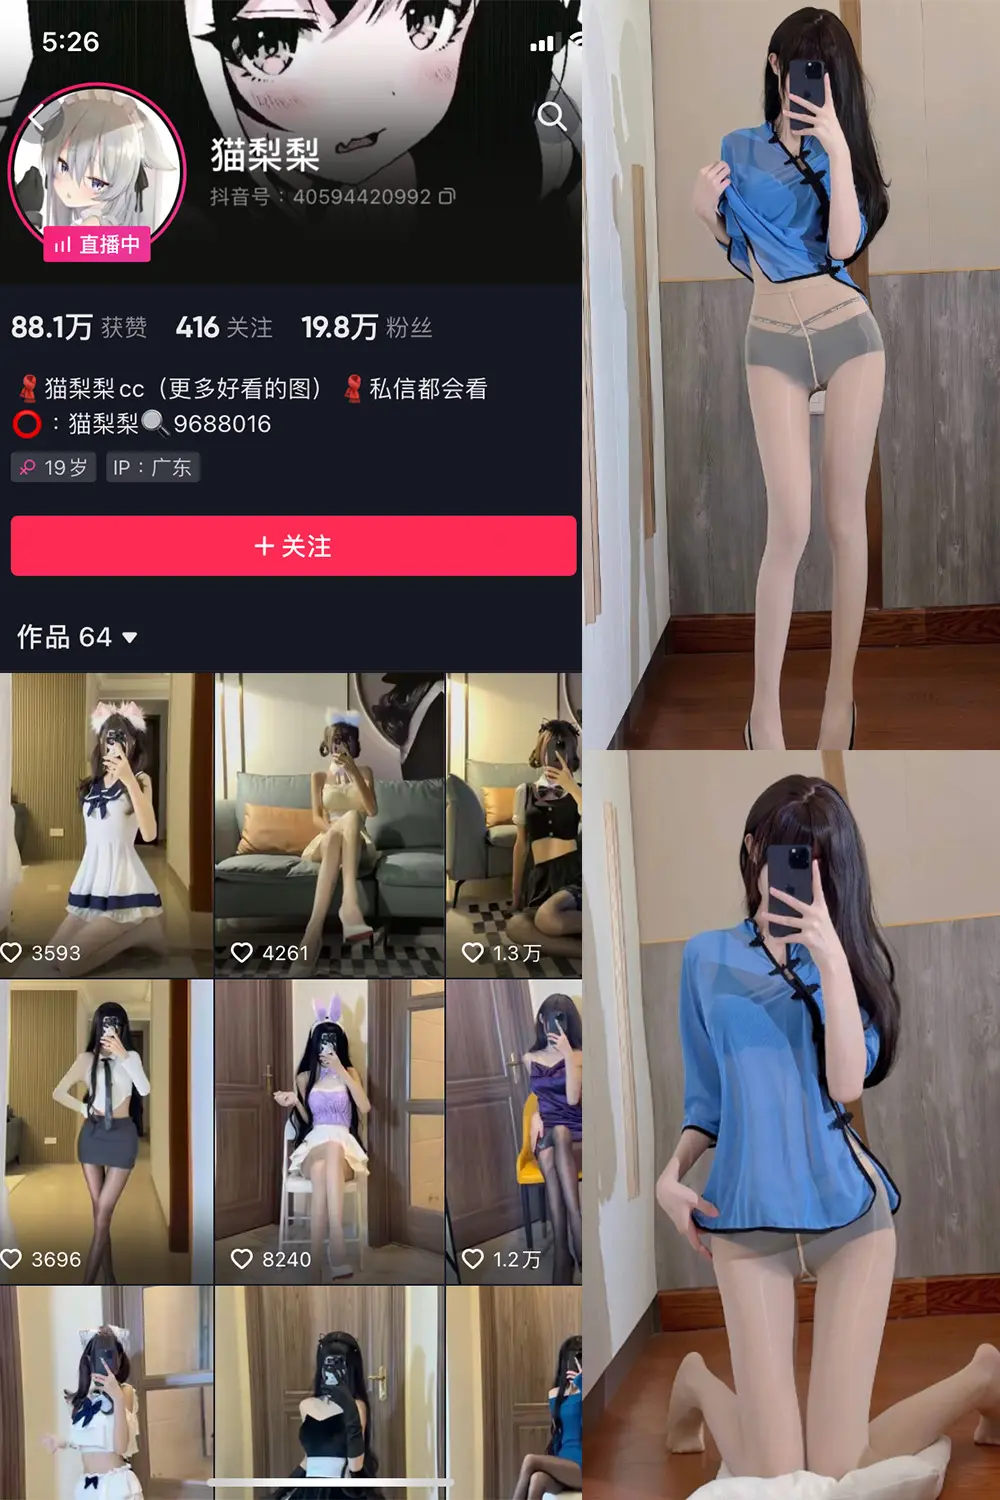 5:26
猫梨梨
抖音号：40594420992
直播中
88.1万 获赞 416 关注 19.8万 粉丝
猫梨梨cc（更多好看的图） 私信都会看
：猫梨梨 9688016
19岁 IP：广东
+ 关注
作品 64
3593 4261 1.3万
3696 8240 1.2万